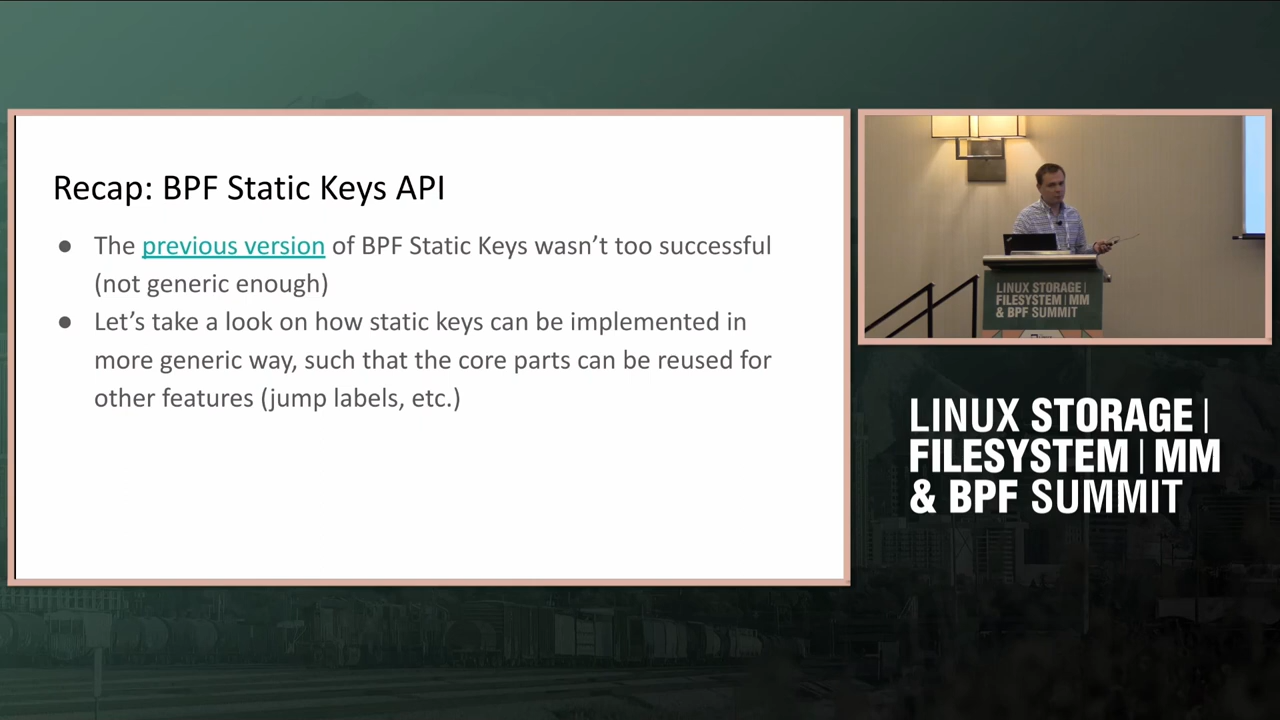 Recap: BPF Static Keys API
● The previous version of BPF Static Keys wasn’t too successful
(not generic enough)
● Let’s take a look on how static keys can be implemented in
more generic way, such that the core parts can be reused for
other features (jump labels, etc.)
LINUX STORAGE |
FILESYSTEM | MM
& BPF SUMMIT
LINUX STORAGE |
FILESYSTEM | MM
& BPF SUMMIT